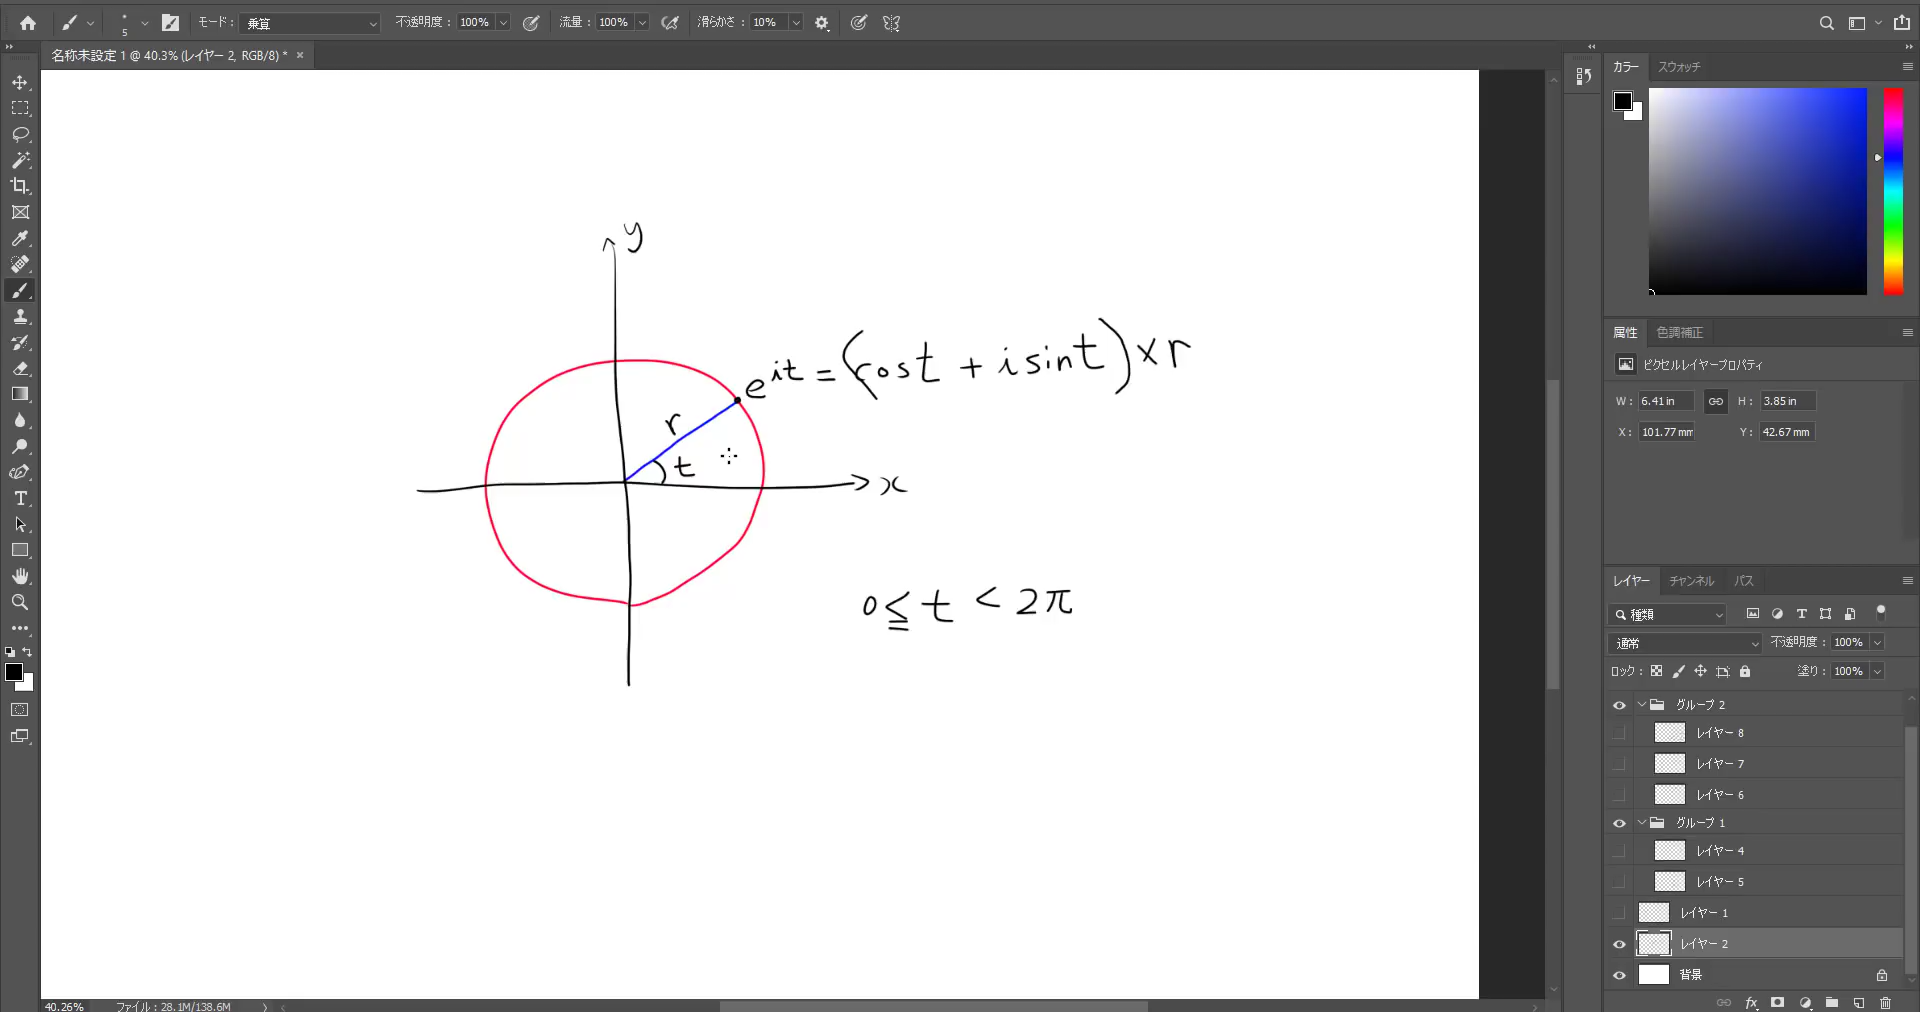 5 モード: 乗算 不透明度: 100% 流量: 100% 滑らかさ: 10%
名称未設定 1 @ 40.3% (レイヤー 2, RGB/8) * ×
カラー スウォッチ
y
e^it = (cost + i sint) × r
r
t
x
0 ≦ t < 2π
属性 色調補正
ピクセルレイヤープロパティ
W: 6.41 in H: 3.85 in
X: 101.77 mm Y: 42.67 mm
レイヤー チャンネル パス
種類
通常 不透明度: 100%
ロック: 塗り: 100%
グループ 2
レイヤー 8
レイヤー 7
レイヤー 6
グループ 1
レイヤー 4
レイヤー 5
レイヤー 1
レイヤー 2
背景
fx
40.26% ファイル: 28.1M/138.6M